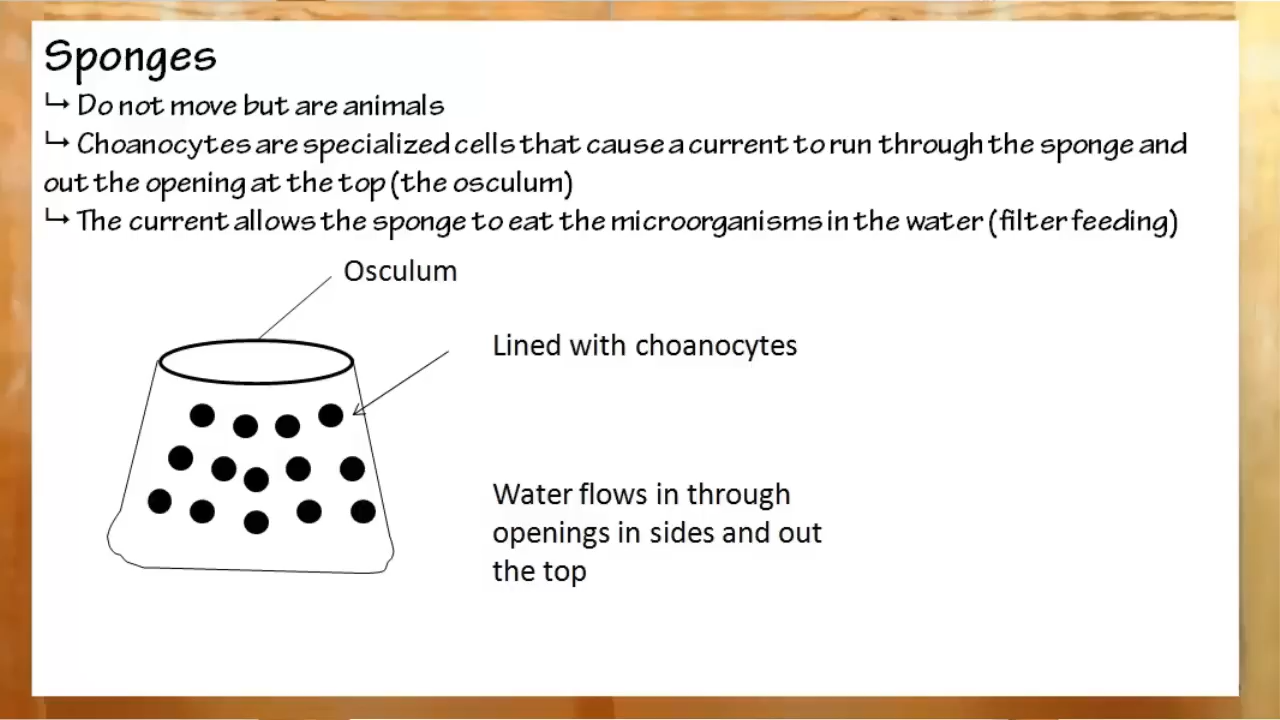 Sponges
↳ Do not move but are animals
↳ Choanocytes are specialized cells that cause a current to run through the sponge and
out the opening at the top (the osculum)
↳ The current allows the sponge to eat the microorganisms in the water (filter feeding)
Osculum
Lined with choanocytes
Water flows in through
openings in sides and out
the top